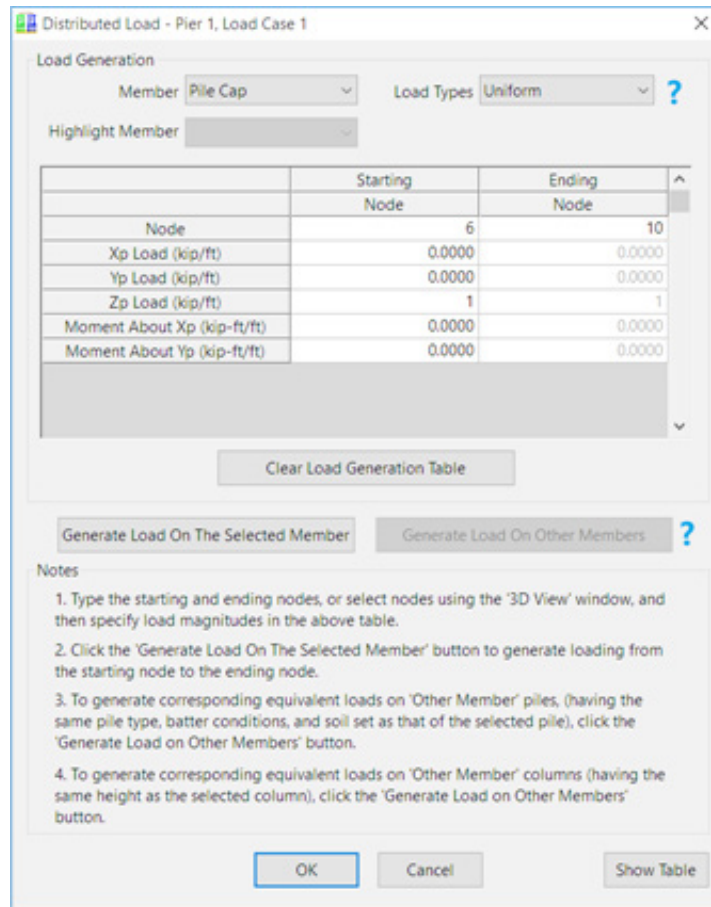 Distributed Load - Pier 1, Load Case 1
Load Generation
Member Pile Cap Load Types Uniform ?
Highlight Member
Starting Ending
Node Node
Node 6 10
Xp Load (kip/ft) 0.0000 0.0000
Yp Load (kip/ft) 0.0000 0.0000
Zp Load (kip/ft) 1 1
Moment About Xp (kip-ft/ft) 0.0000 0.0000
Moment About Yp (kip-ft/ft) 0.0000 0.0000
Clear Load Generation Table
Generate Load On The Selected Member Generate Load On Other Members ?
Notes
1. Type the starting and ending nodes, or select nodes using the '3D View' window, and
then specify load magnitudes in the above table.
2. Click the 'Generate Load On The Selected Member' button to generate loading from
the starting node to the ending node.
3. To generate corresponding equivalent loads on 'Other Member' piles, (having the
same pile type, batter conditions, and soil set as that of the selected pile), click the
'Generate Load on Other Members' button.
4. To generate corresponding equivalent loads on 'Other Member' columns (having the
same height as the selected column), click the 'Generate Load on Other Members'
button.
OK Cancel Show Table